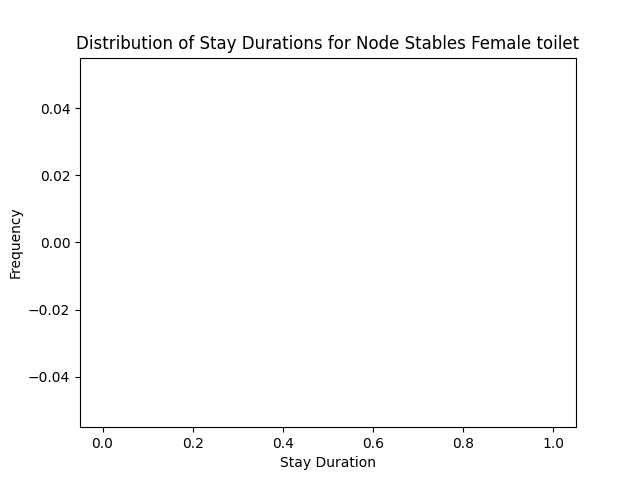 Distribution of Stay Durations for Node Stables Female toilet
0.04
0.02
0.00
−0.02
−0.04
Frequency
0.0 0.2 0.4 0.6 0.8 1.0
Stay Duration